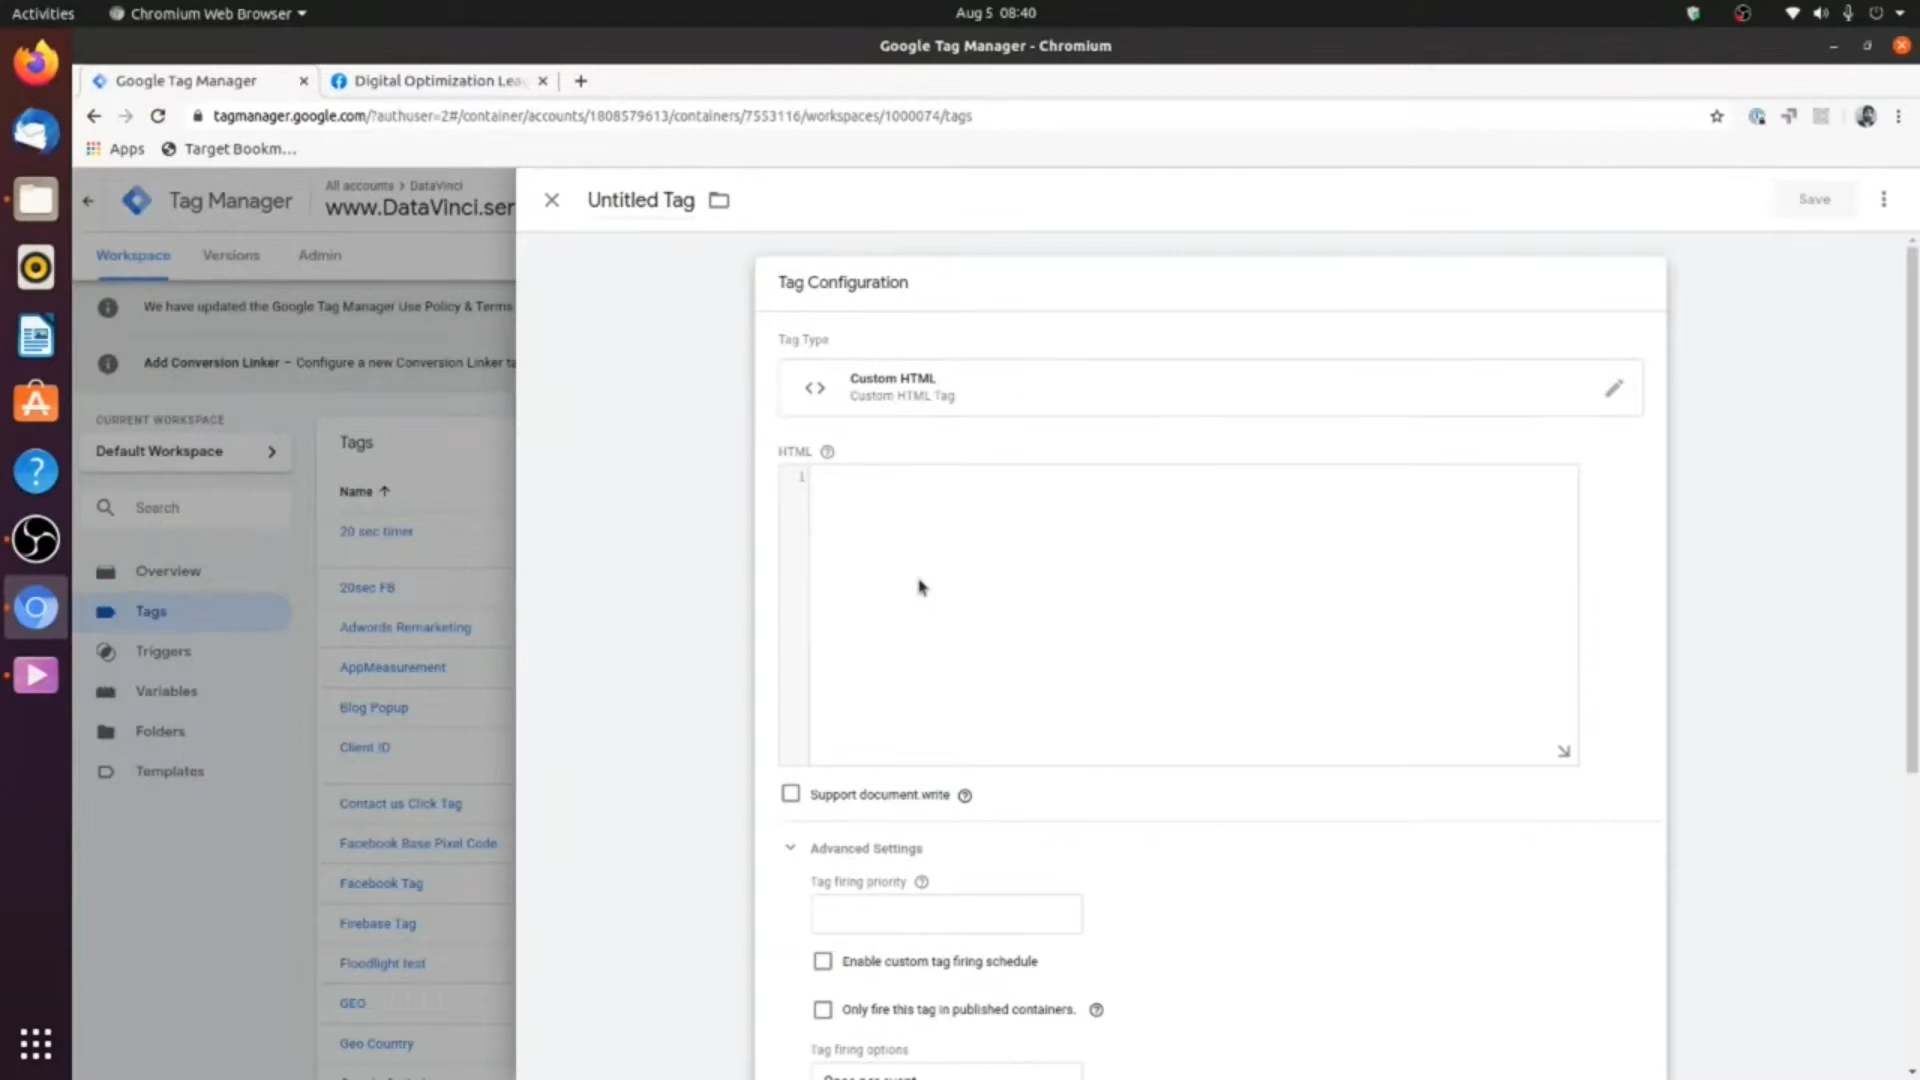 Activities
Chromium Web Browser
Aug 5 08:40
Google Tag Manager - Chromium
Google Tag Manager
Digital Optimization Lea
tagmanager.google.com/?authuser=2#/container/accounts/1808579613/containers/7553116/workspaces/1000074/tags
Apps
Target Bookm...
Tag Manager
All accounts > DataVinci
www.DataVinci.ser
Untitled Tag
Save
Workspace
Versions
Admin
We have updated the Google Tag Manager Use Policy & Terms
Add Conversion Linker – Configure a new Conversion Linker ta
CURRENT WORKSPACE
Default Workspace
Search
Overview
Tags
Triggers
Variables
Folders
Templates
Tags
Name
20 sec timer
20sec FB
Adwords Remarketing
AppMeasurement
Blog Popup
Client ID
Contact us Click Tag
Facebook Base Pixel Code
Facebook Tag
Firebase Tag
Floodlight test
GEO
Geo Country
Tag Configuration
Tag Type
Custom HTML
Custom HTML Tag
HTML
1
Support document.write
Advanced Settings
Tag firing priority
Enable custom tag firing schedule
Only fire this tag in published containers.
Tag firing options
Once per event